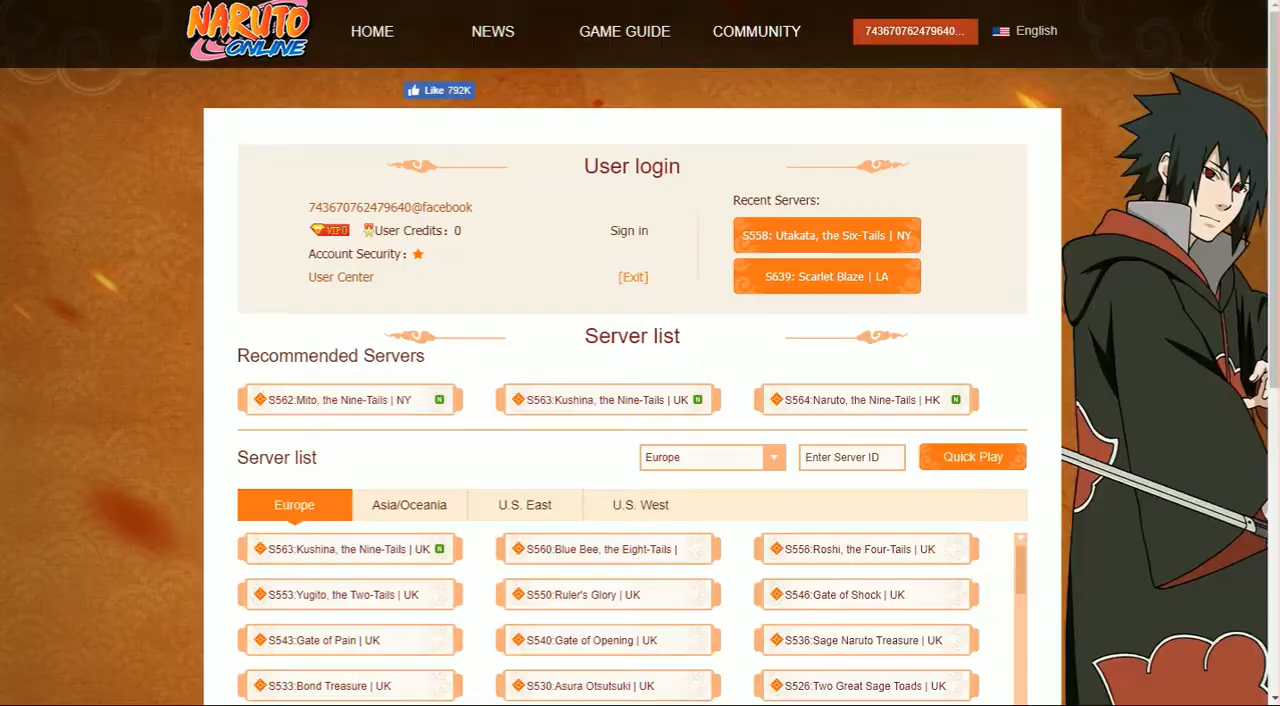 NARUTO
ONLINE
HOME
NEWS
GAME GUIDE
COMMUNITY
743670762479640...
English
Like 792K
User login
743670762479640@facebook
VIP0
User Credits: 0
Account Security:
User Center
Sign in
[Exit]
Recent Servers:
S558: Utakata, the Six-Tails | NY
S639: Scarlet Blaze | LA
Server list
Recommended Servers
S562:Mito, the Nine-Tails | NY N
S563:Kushina, the Nine-Tails | UK N
S564:Naruto, the Nine-Tails | HK N
Server list
Europe
Enter Server ID
Quick Play
Europe
Asia/Oceania
U.S. East
U.S. West
S563:Kushina, the Nine-Tails | UK N
S560:Blue Bee, the Eight-Tails |
S556:Roshi, the Four-Tails | UK
S553:Yugito, the Two-Tails | UK
S550:Ruler's Glory | UK
S546:Gate of Shock | UK
S543:Gate of Pain | UK
S540:Gate of Opening | UK
S536:Sage Naruto Treasure | UK
S533:Bond Treasure | UK
S530:Asura Otsutsuki | UK
S526:Two Great Sage Toads | UK